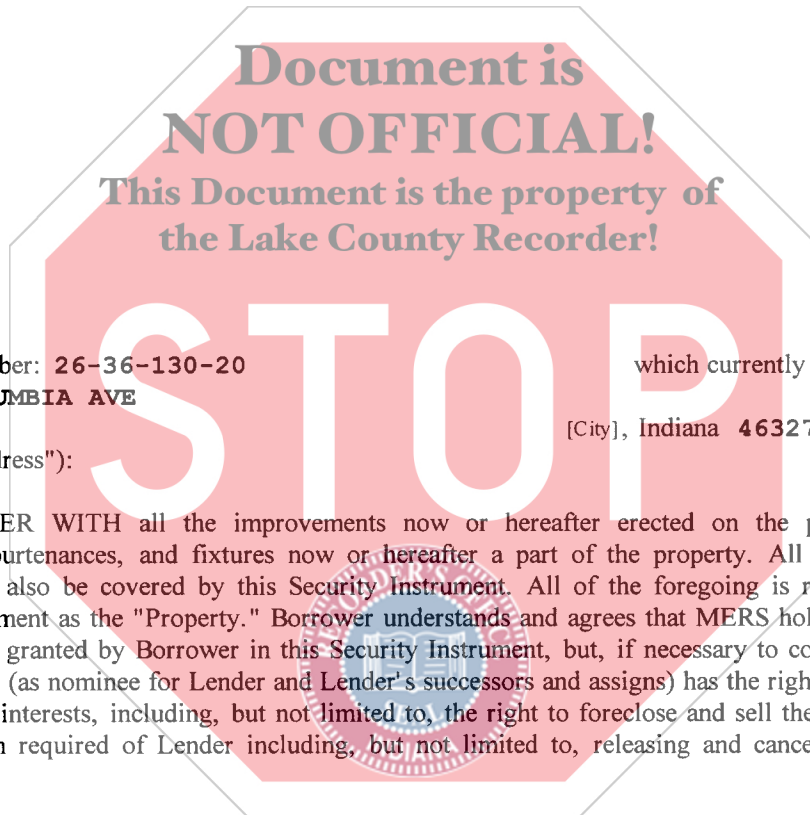 Document is
NOT OFFICIAL!
This Document is the property of
the Lake County Recorder!
STOP
ber: 26-36-130-20 which currently
UMBIA AVE
[City], Indiana 46327
ress"):
ER WITH all the improvements now or hereafter erected on the p
urtenances, and fixtures now or hereafter a part of the property. All
also be covered by this Security Instrument. All of the foregoing is r
ment as the "Property." Borrower understands and agrees that MERS hol
granted by Borrower in this Security Instrument, but, if necessary to co
(as nominee for Lender and Lender's successors and assigns) has the righ
interests, including, but not limited to, the right to foreclose and sell the
n required of Lender including, but not limited to, releasing and cance
INDIANA